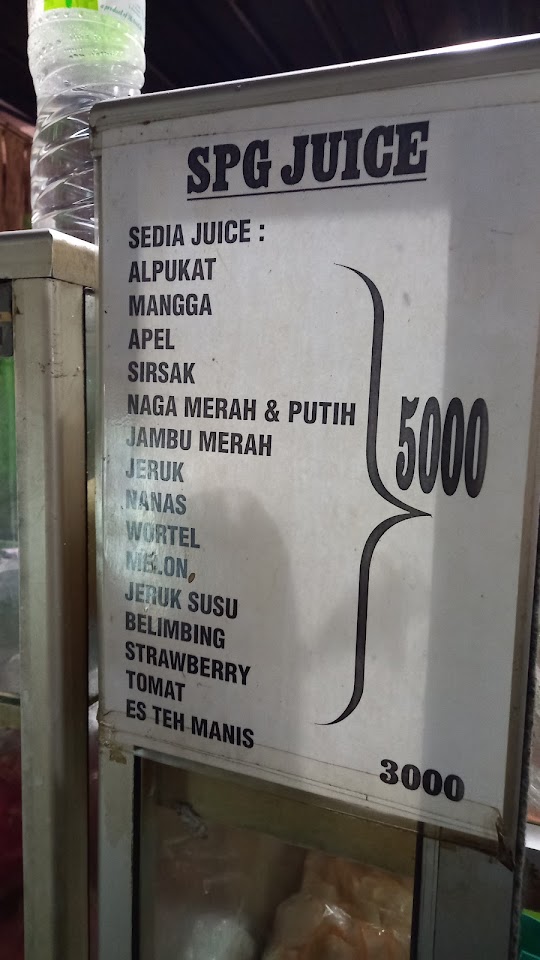 SPG JUICE
SEDIA JUICE :
ALPUKAT
MANGGA
APEL
SIRSAK
NAGA MERAH & PUTIH
JAMBU MERAH
JERUK
NANAS
WORTEL
MELON,
JERUK SUSU
BELIMBING
STRAWBERRY
TOMAT
5000
ES TEH MANIS
3000